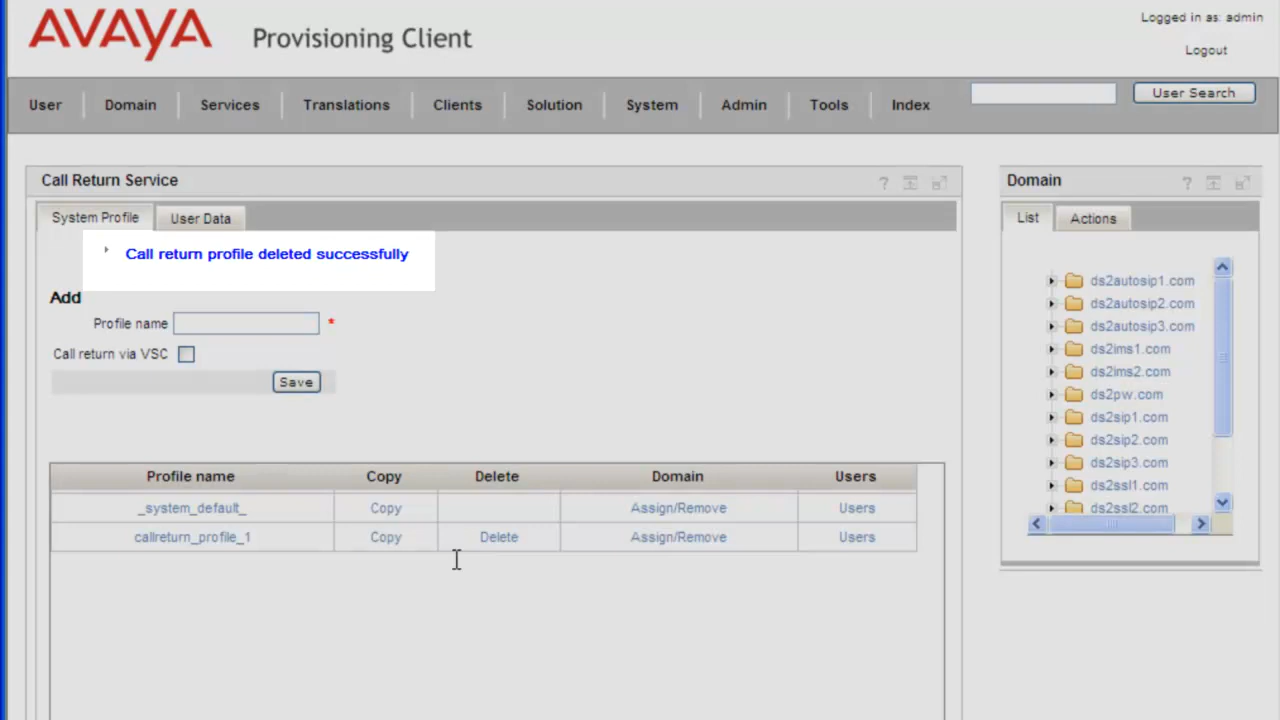 AVAYA Provisioning Client
Logged in as: admin
Logout
User Domain Services Translations Clients Solution System Admin Tools Index User Search
Call Return Service ?
System Profile User Data
Call return profile deleted successfully
Add
Profile name *
Call return via VSC
Save
Profile name Copy Delete Domain Users
_system_default_ Copy Assign/Remove Users
callreturn_profile_1 Copy Delete Assign/Remove Users
Domain ?
List Actions
ds2autosip1.com
ds2autosip2.com
ds2autosip3.com
ds2ims1.com
ds2ims2.com
ds2pw.com
ds2sip1.com
ds2sip2.com
ds2sip3.com
ds2ssl1.com
ds2ssl2.com